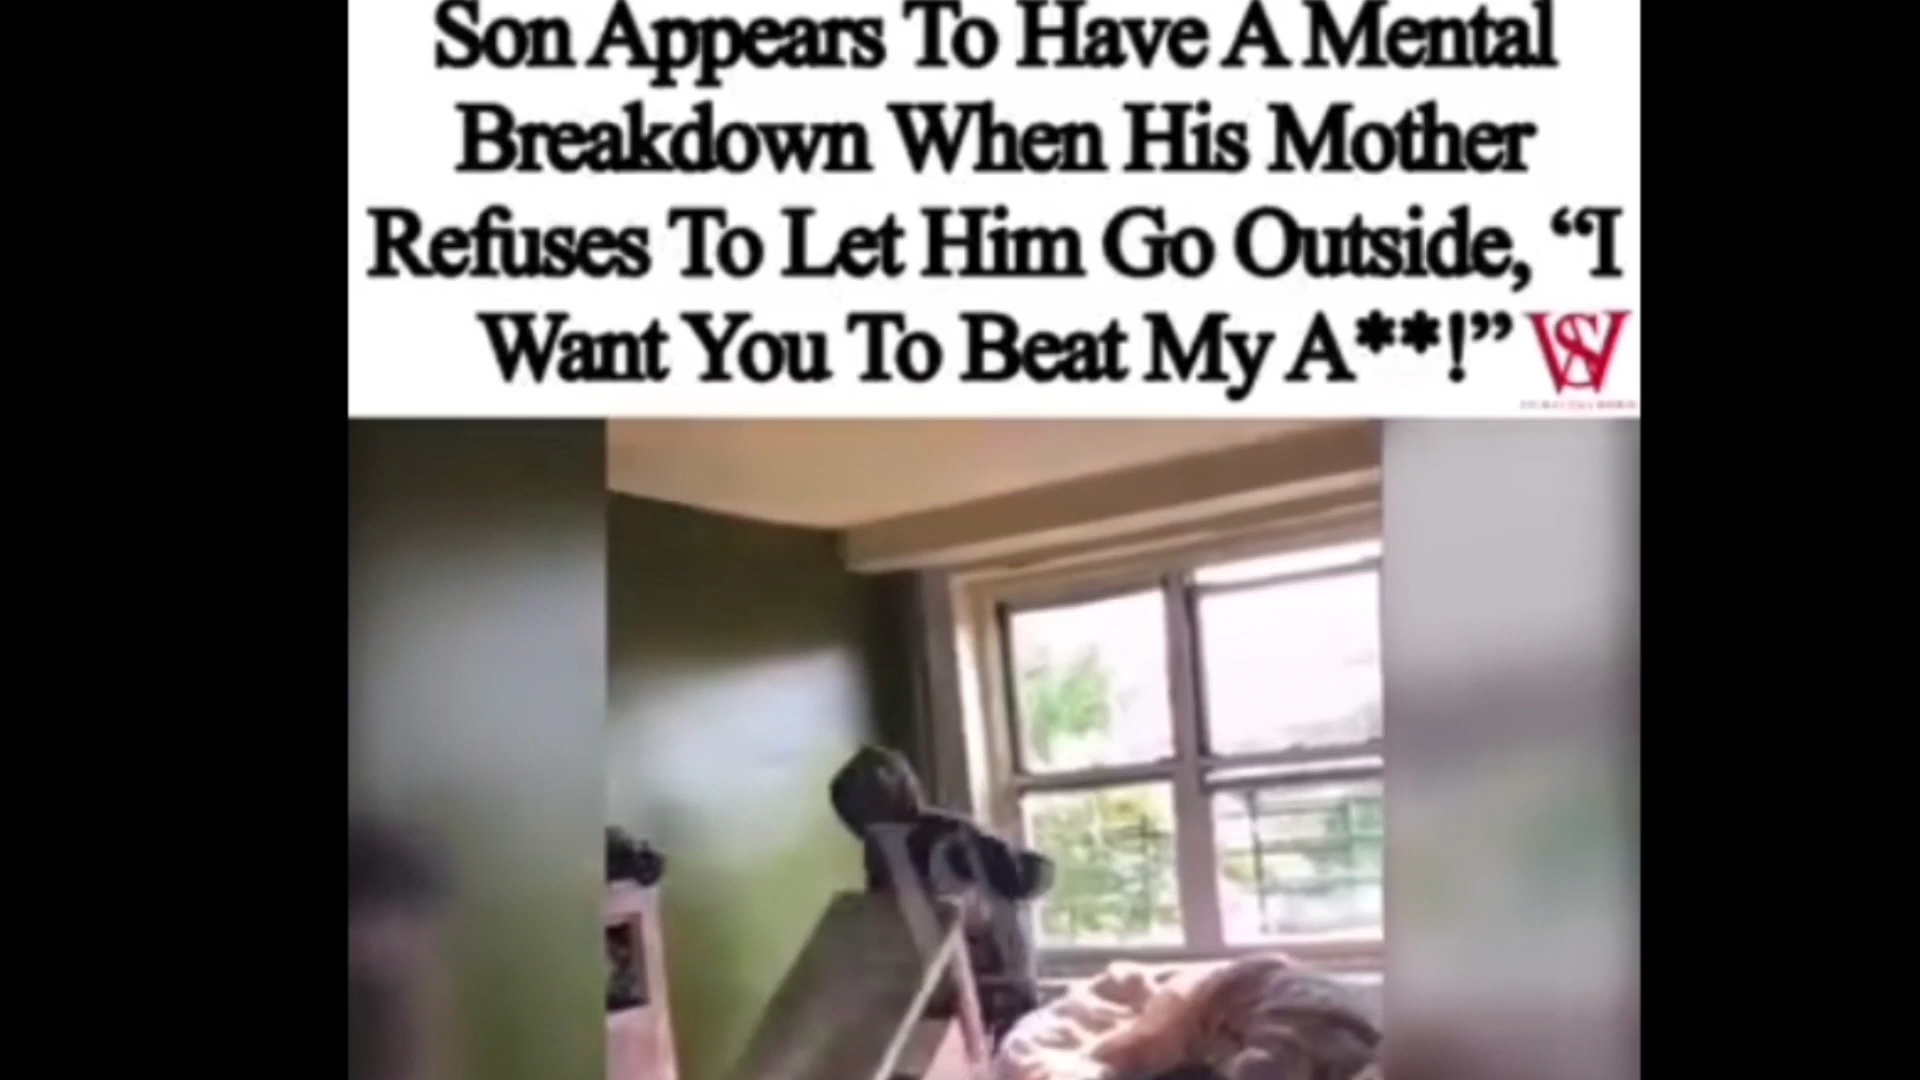 Son Appears To Have A Mental
Breakdown When His Mother
Refuses To Let Him Go Outside, “I
Want You To Beat My A**!”